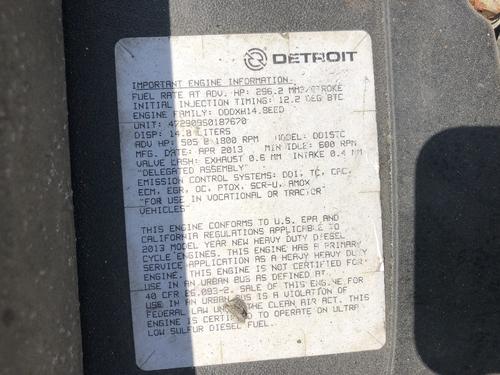 DETROIT
IMPORTANT ENGINE INFORMATION
FUEL RATE AT ADV. HP: 296.2 MM3/STROKE
INITIAL INJECTION TIMING: 12.2 DEG BTC
ENGINE FAMILY: DDDXH14.8EED
UNIT: 472909S0187670
DISP: 14.8 LITERS
ADV HP: 505 @ 1800 RPM MODEL: DD15TC
MFG. DATE: APR 2013 MIN IDLE: 600 RPM
VALVE LASH: EXHAUST 0.6 MM INTAKE 0.4 MM
"DELEGATED ASSEMBLY"
EMISSION CONTROL SYSTEMS: DDI, TC, CAC,
ECM, EGR, OC, PTOX, SCR-U, AMOX
"FOR USE IN VOCATIONAL OR TRACTOR
VEHICLES"
THIS ENGINE CONFORMS TO U.S. EPA AND
CALIFORNIA REGULATIONS APPLICABLE TO
2013 MODEL YEAR NEW HEAVY DUTY DIESEL
CYCLE ENGINES. THIS ENGINE HAS A PRIMARY
SERVICE APPLICATION AS A HEAVY HEAVY DUTY
ENGINE. THIS ENGINE IS NOT CERTIFIED FOR
USE IN AN URBAN BUS AS DEFINED AT
40 CFR 86.093-2. SALE OF THIS ENGINE FOR
USE IN AN URBAN BUS IS A VIOLATION OF
FEDERAL LAW UNDER THE CLEAN AIR ACT. THIS
ENGINE IS CERTIFIED TO OPERATE ON ULTRA
LOW SULFUR DIESEL FUEL.